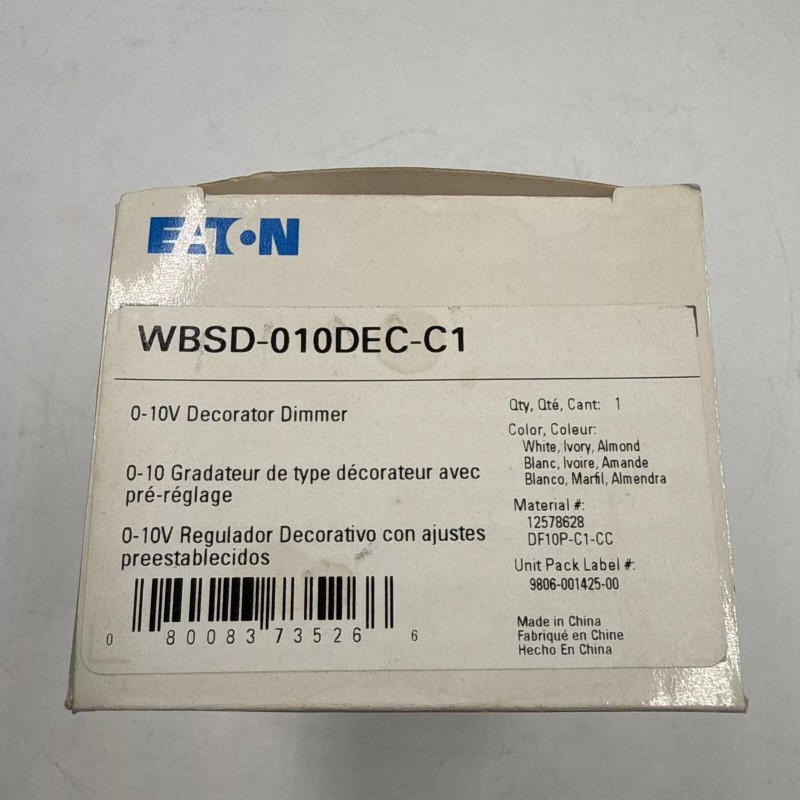 EATON
WBSD-010DEC-C1
0-10V Decorator Dimmer
0-10 Gradateur de type décorateur avec
pré-réglage
0-10V Regulador Decorativo con ajustes
preestablecidos
0 80083 73526 6
Qty, Qté, Cant: 1
Color, Coleur:
White, Ivory, Almond
Blanc, Ivoire, Amande
Blanco, Marfil, Almendra
Material #:
12578628
DF10P-C1-CC
Unit Pack Label #:
9806-001425-00
Made in China
Fabriqué en Chine
Hecho En China